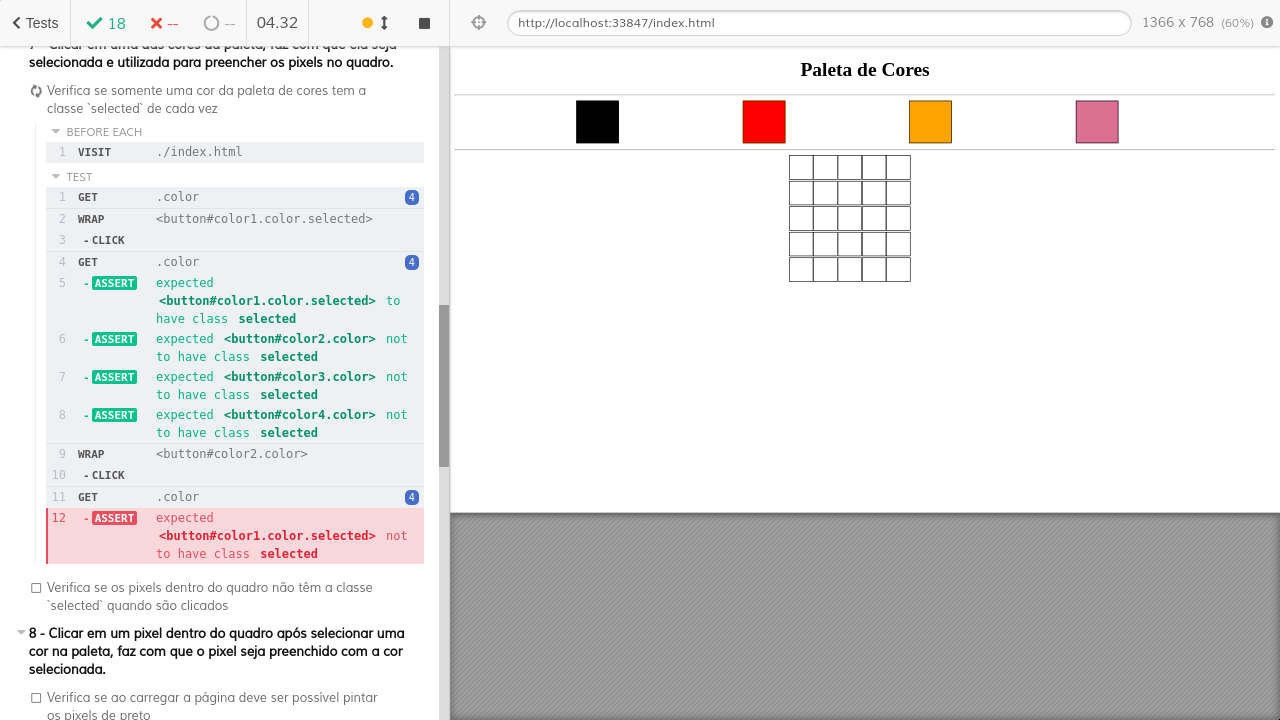 Tests
18
--
--
04.32
http://localhost:33847/index.html
1366 x 768 (60%)
7 - Clicar em uma das cores da paleta, faz com que ela seja
selecionada e utilizada para preencher os pixels no quadro.
Verifica se somente uma cor da paleta de cores tem a
classe `selected` de cada vez
BEFORE EACH
1 VISIT ./index.html
TEST
1 GET .color 4
2 WRAP <button#color1.color.selected>
3 - CLICK
4 GET .color 4
5 - ASSERT expected
<button#color1.color.selected> to
have class selected
6 - ASSERT expected <button#color2.color> not
to have class selected
7 - ASSERT expected <button#color3.color> not
to have class selected
8 - ASSERT expected <button#color4.color> not
to have class selected
9 WRAP <button#color2.color>
10 - CLICK
11 GET .color 4
12 - ASSERT expected
<button#color1.color.selected> not
to have class selected
Verifica se os pixels dentro do quadro não têm a classe
`selected` quando são clicados
8 - Clicar em um pixel dentro do quadro após selecionar uma
cor na paleta, faz com que o pixel seja preenchido com a cor
selecionada.
Verifica se ao carregar a página deve ser possível pintar
os pixels de preto
Paleta de Cores